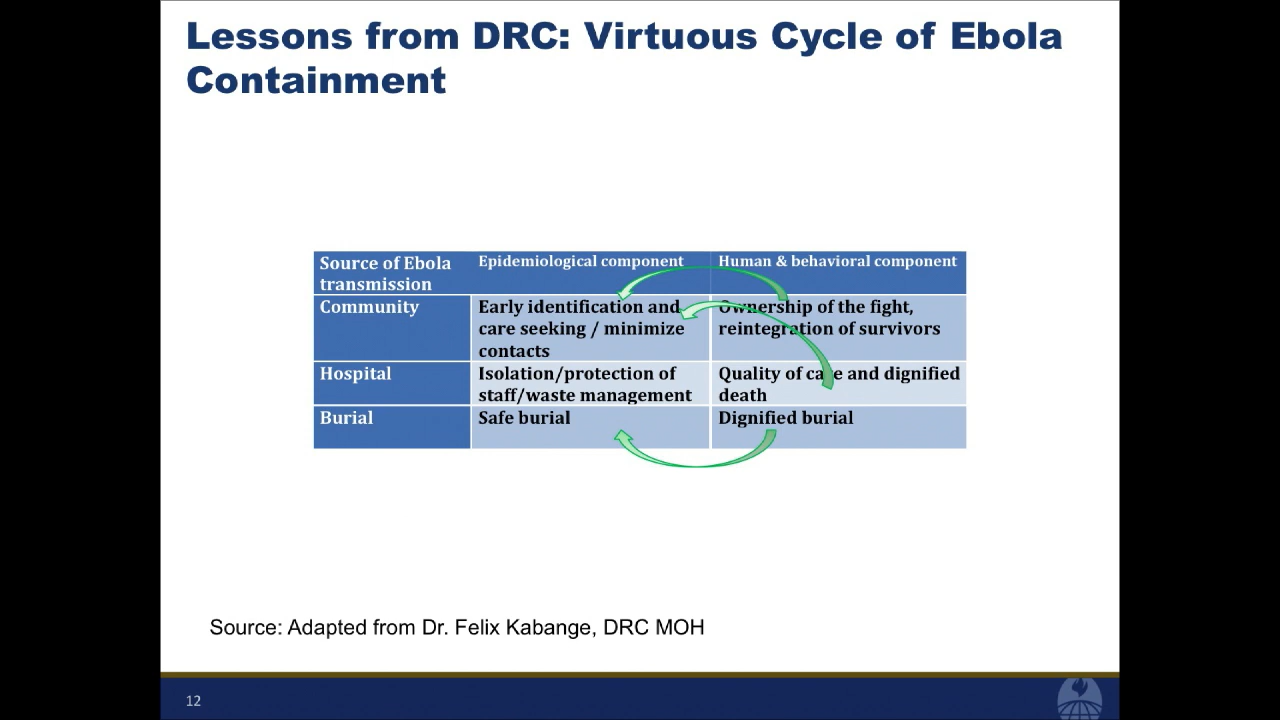 Lessons from DRC: Virtuous Cycle of Ebola
Containment
Source of Ebola
transmission
Epidemiological component
Human & behavioral component
Community
Early identification and
care seeking / minimize
contacts
Ownership of the fight,
reintegration of survivors
Hospital
Isolation/protection of
staff/waste management
Quality of care and dignified
death
Burial
Safe burial
Dignified burial
Source: Adapted from Dr. Felix Kabange, DRC MOH
12